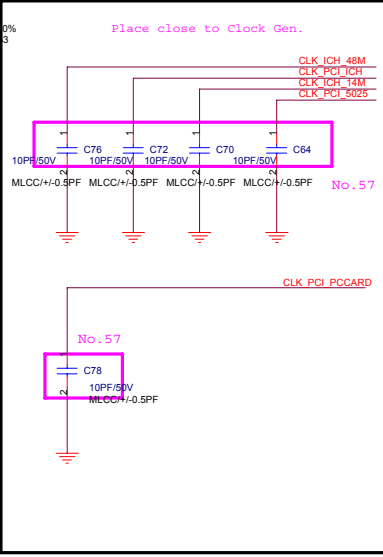 0%
3
Place close to Clock Gen.
CLK_ICH_48M
CLK_PCI_ICH
CLK_ICH_14M
CLK_PCI_5025
1 1 1 1
C76 C72 C70 C64
10PF/50V 10PF/50V 10PF/50V 10PF/50V
2 2 2 2
MLCC/+/-0.5PF MLCC/+/-0.5PF MLCC/+/-0.5PF MLCC/+/-0.5PF
No.57
CLK_PCI_PCCARD
No.57
1
C78
10PF/50V
2
MLCC/+/-0.5PF